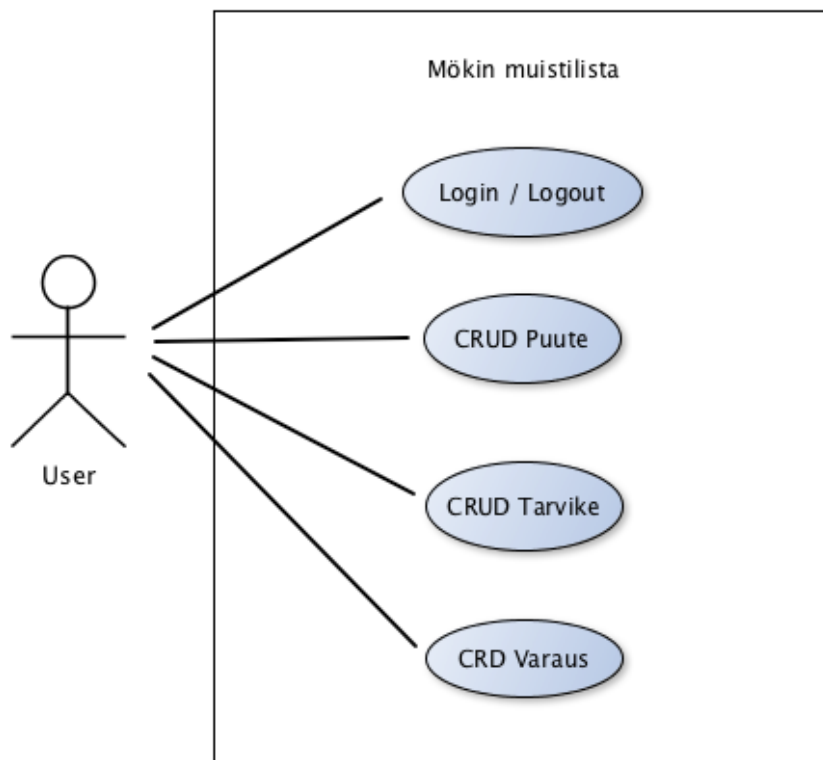 Mökin muistilista
Login / Logout
CRUD Puute
User
CRUD Tarvike
CRD Varaus